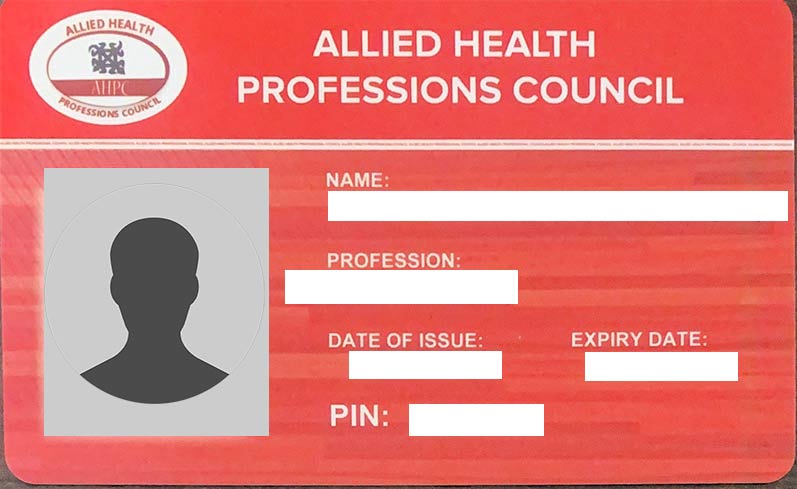 ALLIED HEALTH
AHPC
PROFESSIONS COUNCIL
ALLIED HEALTH
PROFESSIONS COUNCIL
NAME:
PROFESSION:
DATE OF ISSUE:
EXPIRY DATE:
PIN: